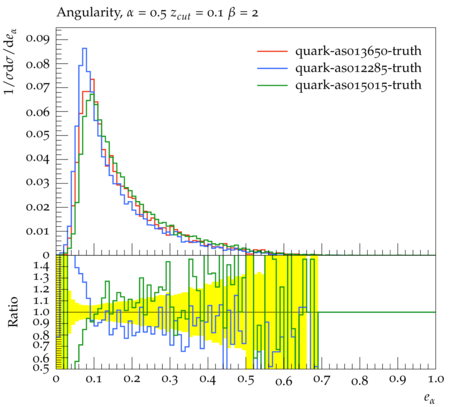 Angularity, α = 0.5 z_cut = 0.1 β = 2
1/σdσ/de_α
quark-as013650-truth
quark-as012285-truth
quark-as015015-truth
0.09
0.08
0.07
0.06
0.05
0.04
0.03
0.02
0.01
0
Ratio
1.4
1.3
1.2
1.1
1.0
0.9
0.8
0.7
0.6
0.5
0 0.1 0.2 0.3 0.4 0.5 0.6 0.7 0.8 0.9 1.0
e_α